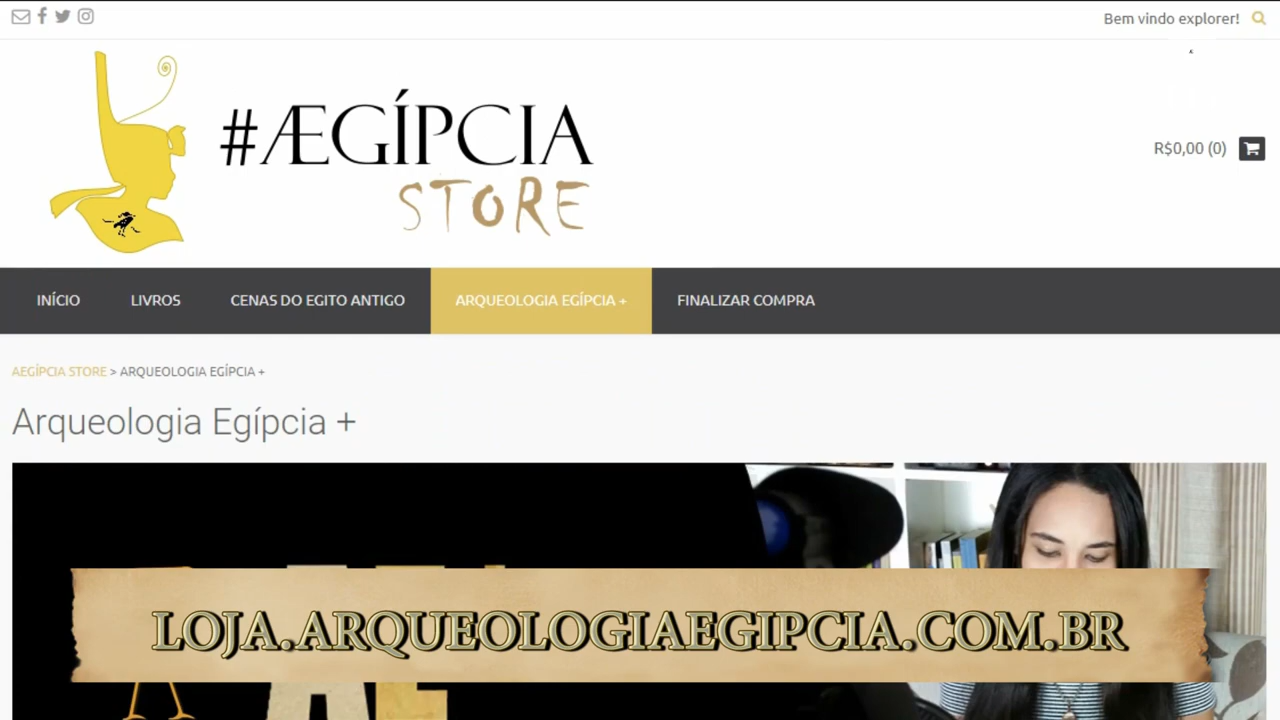 Bem vindo explorer!
#ÆGÍPCIA
STORE
R$0,00 (0)
INÍCIO LIVROS CENAS DO EGITO ANTIGO ARQUEOLOGIA EGÍPCIA + FINALIZAR COMPRA
AEGÍPCIA STORE > ARQUEOLOGIA EGÍPCIA +
Arqueologia Egípcia +
LOJA.ARQUEOLOGIAEGIPCIA.COM.BR